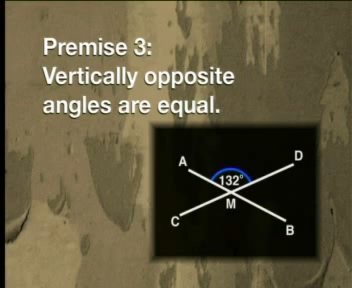 Premise 3:
Vertically opposite
angles are equal.
A
D
132°
M
C
B